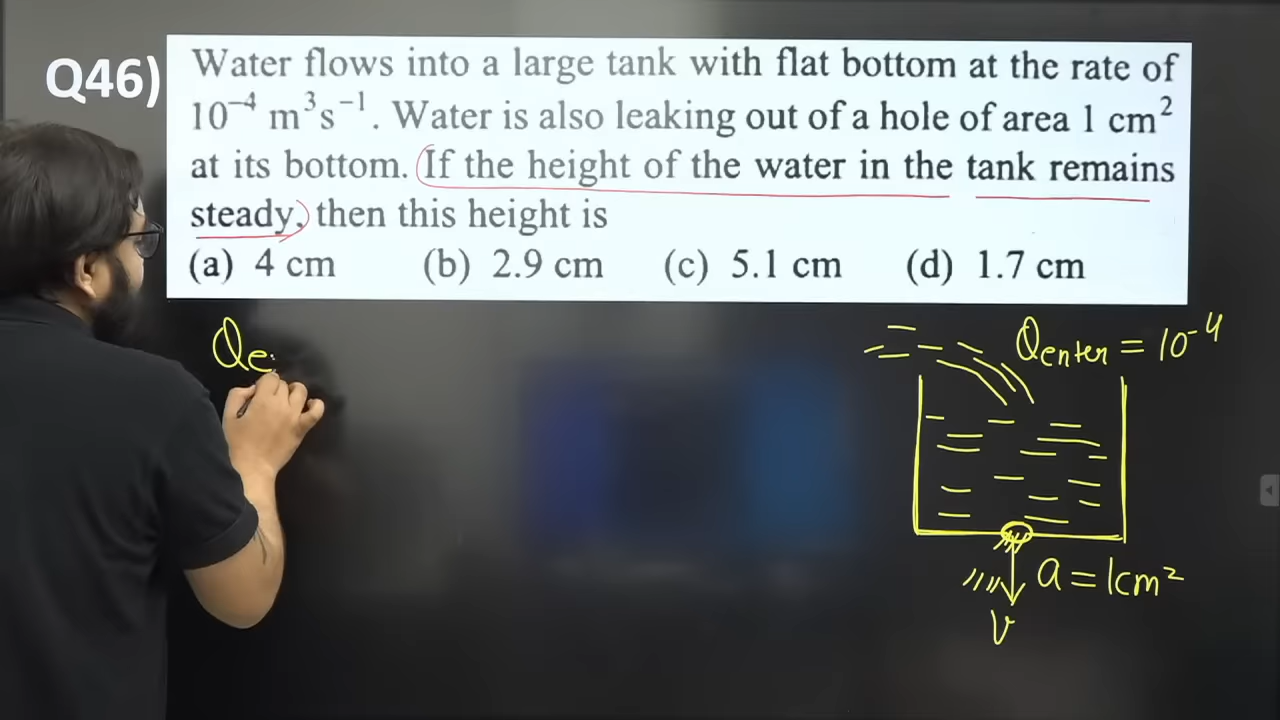 Q46)
Water flows into a large tank with flat bottom at the rate of
10⁻⁴ m³s⁻¹. Water is also leaking out of a hole of area 1 cm²
at its bottom. If the height of the water in the tank remains
steady, then this height is
(a) 4 cm (b) 2.9 cm (c) 5.1 cm (d) 1.7 cm
Qe
Qenter = 10⁻⁴
a = 1cm²
v